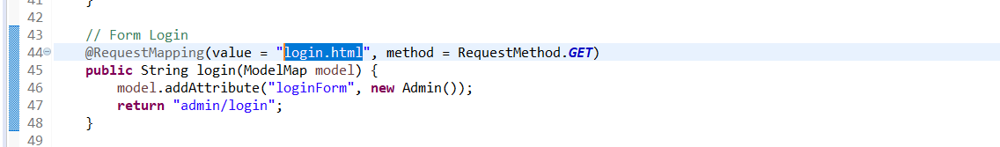 41 }
42
43 // Form Login
44 @RequestMapping(value = "login.html", method = RequestMethod.GET)
45 public String login(ModelMap model) {
46 model.addAttribute("loginForm", new Admin());
47 return "admin/login";
48 }
49